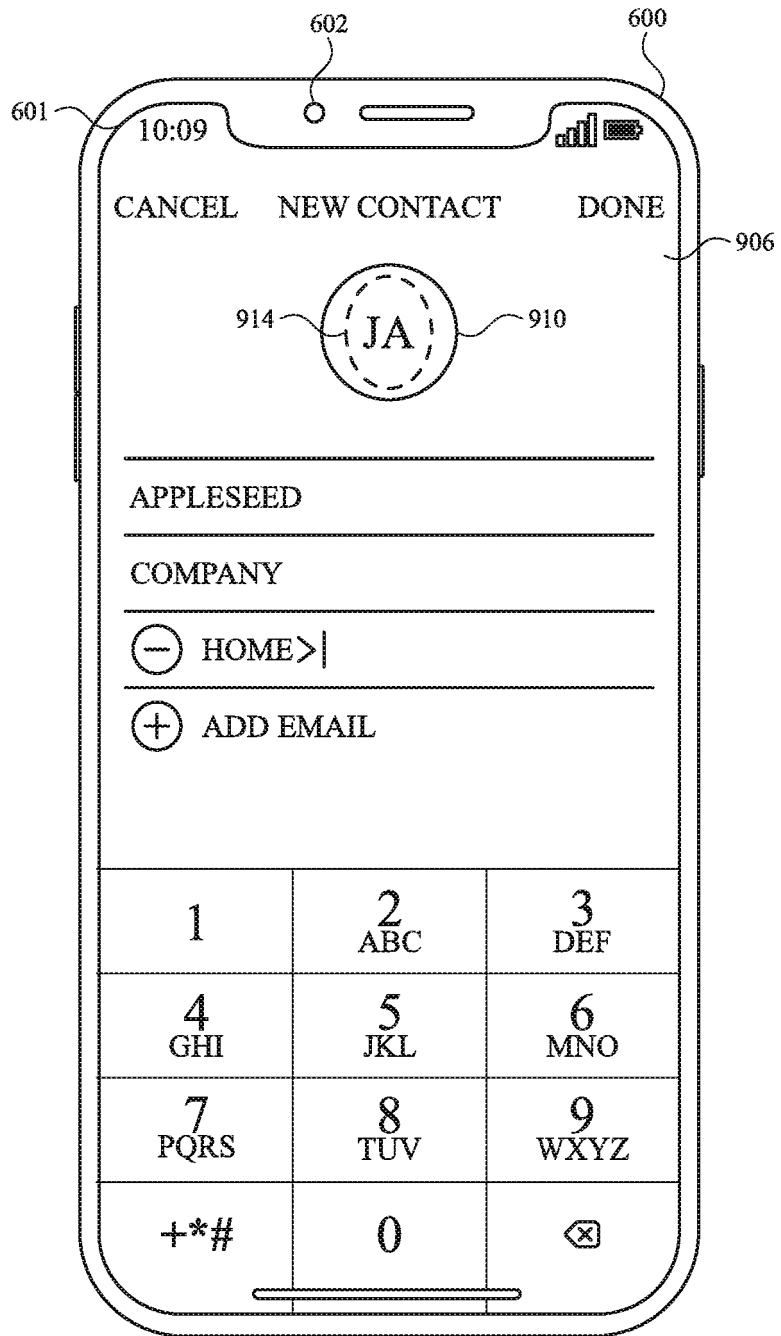 602
600
601
10:09
CANCEL NEW CONTACT DONE
906
914
JA
910
APPLESEED
COMPANY
HOME>
ADD EMAIL
1
2
ABC
3
DEF
4
GHI
5
JKL
6
MNO
7
PQRS
8
TUV
9
WXYZ
+*#
0